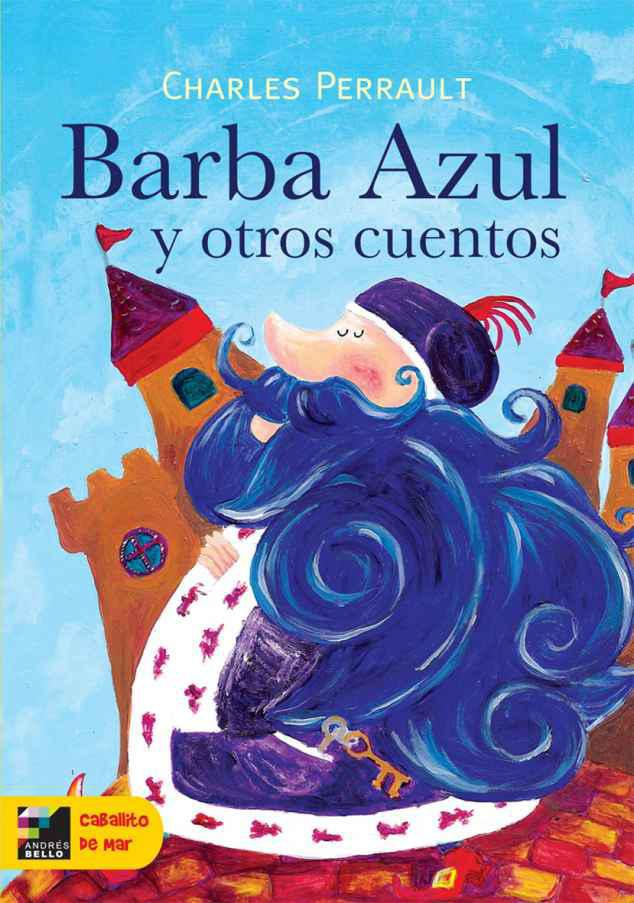 CHARLES PERRAULT
Barba Azul
y otros cuentos
ANDRÉS
BELLO
CABALLITO
DE MAR